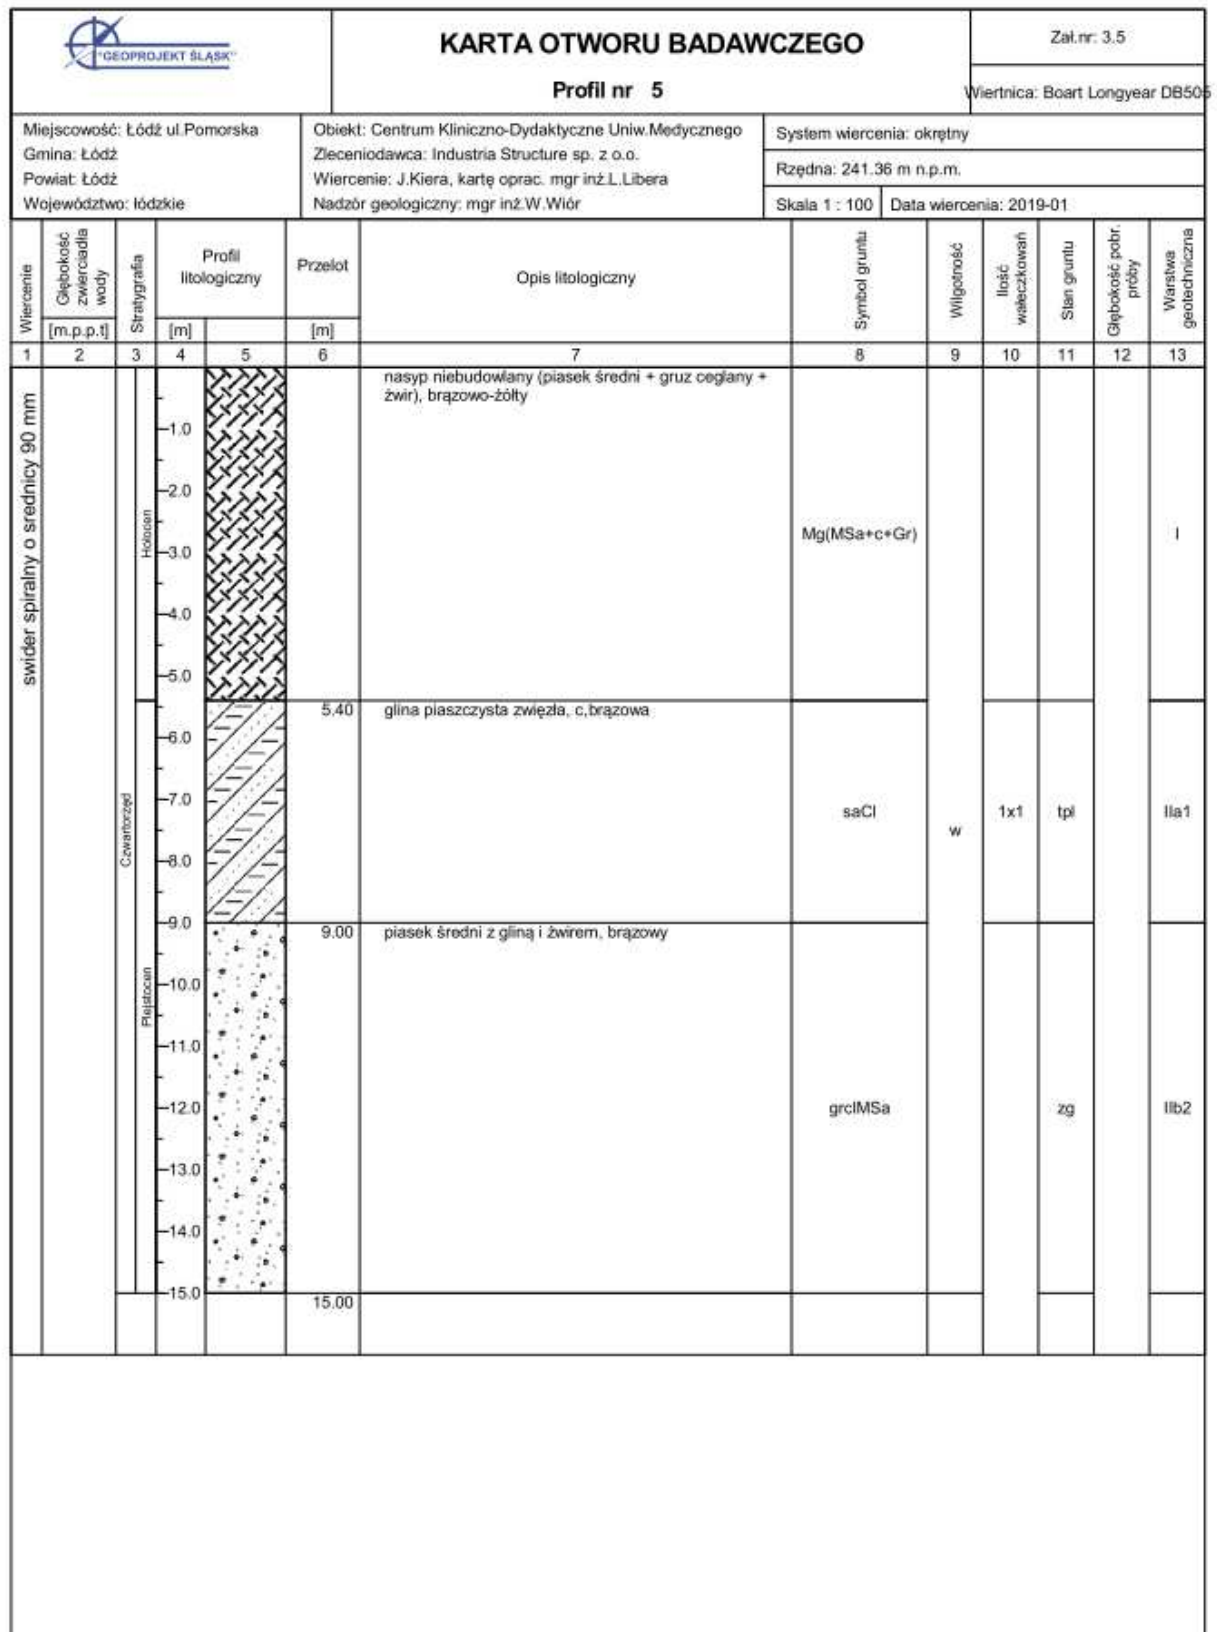 "GEOPROJEKT ŚLĄSK"
KARTA OTWORU BADAWCZEGO
Profil nr 5
Zał.nr: 3.5
Wiertnica: Boart Longyear DB505
Miejscowość: Łódź ul.Pomorska
Gmina: Łódź
Powiat: Łódź
Województwo: łódzkie
Obiekt: Centrum Kliniczno-Dydaktyczne Uniw.Medycznego
Zleceniodawca: Industria Structure sp. z o.o.
Wiercenie: J.Kiera, kartę oprac. mgr inż.L.Libera
Nadzór geologiczny: mgr inż.W.Wiór
System wiercenia: okrętny
Rzędna: 241.36 m n.p.m.
Skala 1 : 100
Data wiercenia: 2019-01
Wiercenie
Głębokość
zwierciadła
wody
[m.p.p.t]
Stratygrafia
Profil
litologiczny
[m]
Przelot
[m]
Opis litologiczny
Symbol gruntu
Wilgotność
Ilość
wałeczkowań
Stan gruntu
Głębokość pobr.
próby
Warstwa
geotechniczna
1 2 3 4 5 6 7 8 9 10 11 12 13
swider spiralny o srednicy 90 mm
Czwartorzęd
Holocen
Plejstocen
-1.0
-2.0
-3.0
-4.0
-5.0
-6.0
-7.0
-8.0
-9.0
-10.0
-11.0
-12.0
-13.0
-14.0
-15.0
nasyp niebudowlany (piasek średni + gruz ceglany +
żwir), brązowo-żółty
Mg(MSa+c+Gr)
I
5.40
glina piaszczysta zwięzła, c,brązowa
saCl
w
1x1
tpl
IIa1
9.00
piasek średni z gliną i żwirem, brązowy
grclMSa
zg
IIb2
15.00